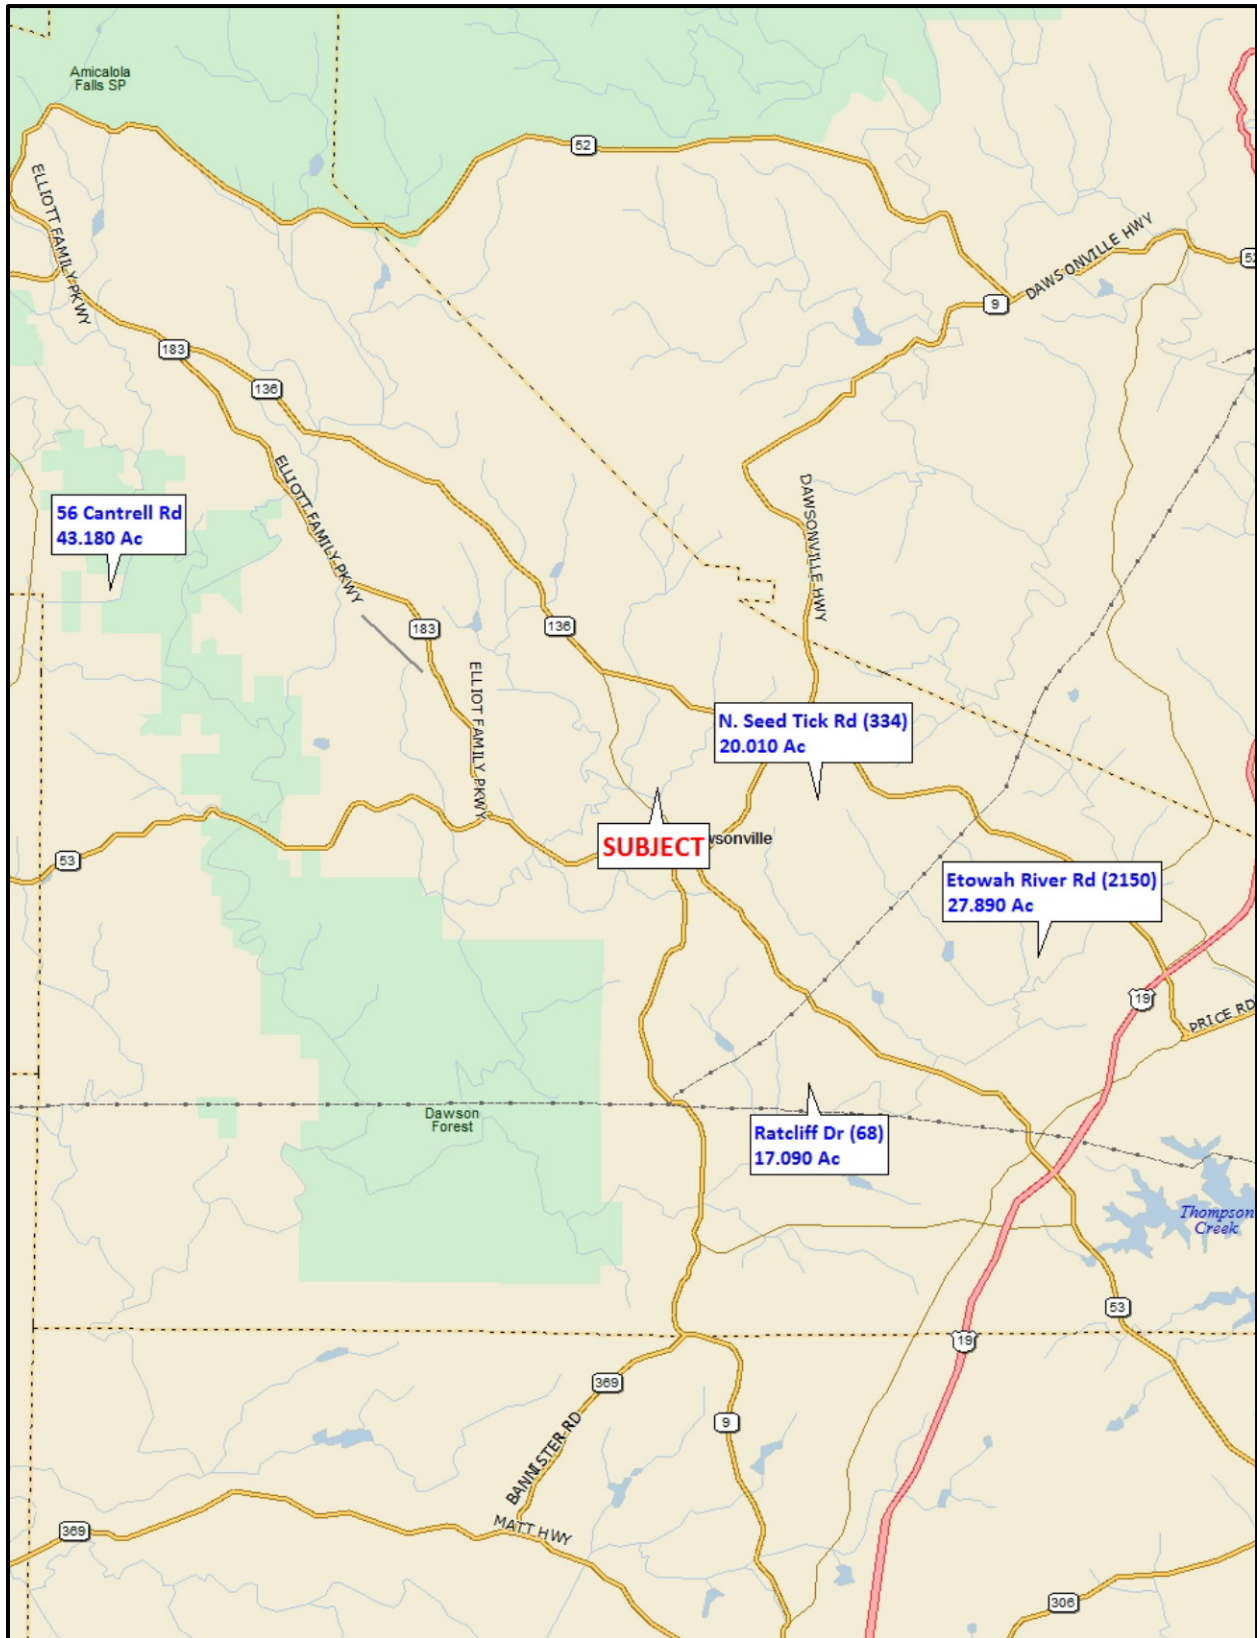 Amicalola
Falls SP
52
ELLIOTT FAMILY PKWY
DAWSONVILLE HWY
52
9
183
136
ELLIOTT FAMILY PKWY
DAWSONVILLE HWY
56 Cantrell Rd
43.180 Ac
183
136
ELLIOT FAMILY PKWY
N. Seed Tick Rd (334)
20.010 Ac
SUBJECT
wsonville
53
Etowah River Rd (2150)
27.890 Ac
19
PRICE RD
Dawson
Forest
Ratcliff Dr (68)
17.090 Ac
Thompson
Creek
53
19
369
9
BANNISTER RD
MATT HWY
369
306